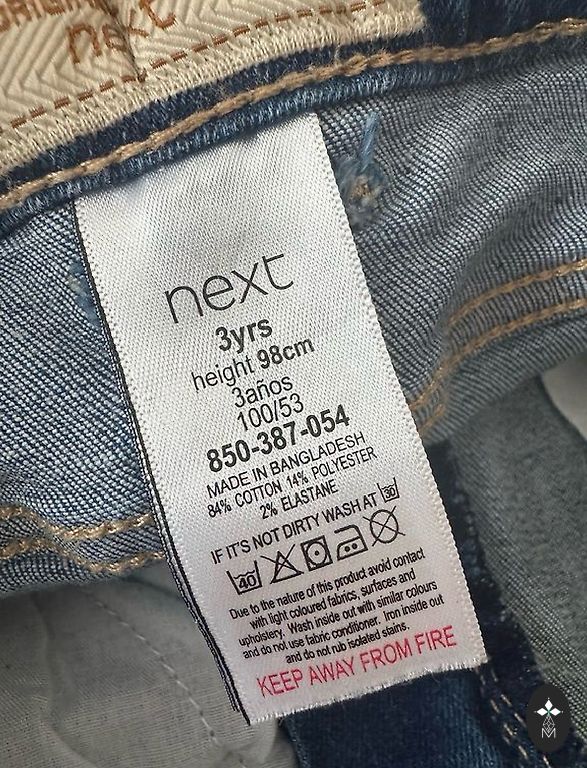 ORIGIN
next
next
3yrs
height 98cm
3años
100/53
850-387-054
MADE IN BANGLADESH
84% COTTON 14% POLYESTER
2% ELASTANE
IF IT'S NOT DIRTY WASH AT 30
40
Due to the nature of this product avoid contact
with light coloured fabrics, surfaces and
upholstery. Wash inside out with similar colours
and do not use fabric conditioner. Iron inside out
and do not rub isolated stains.
KEEP AWAY FROM FIRE
M